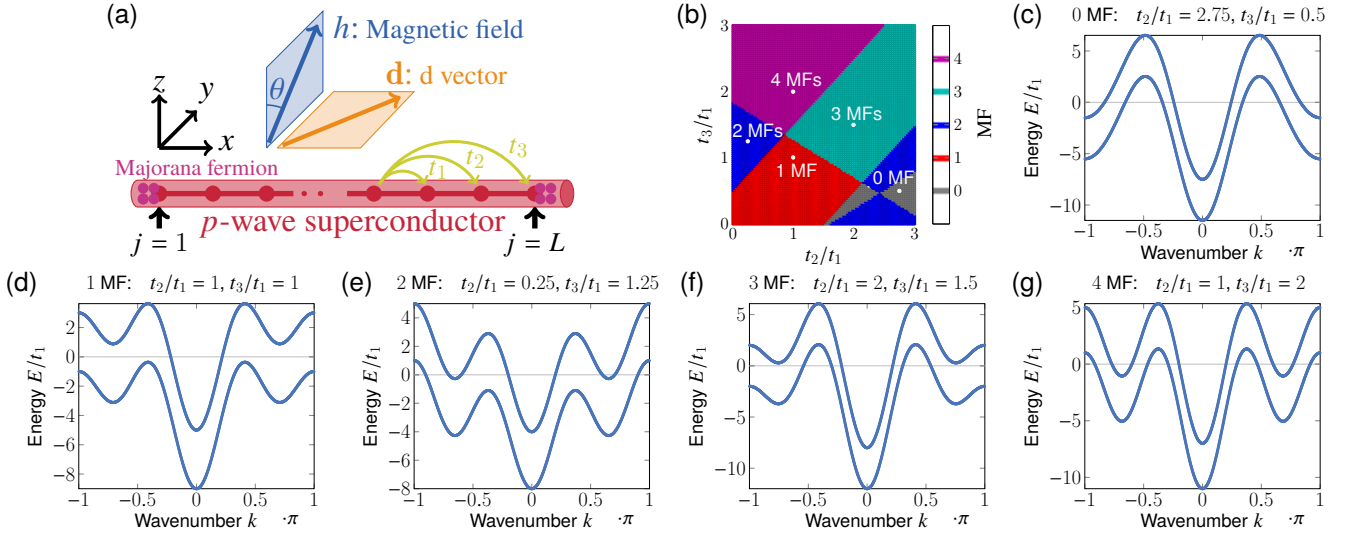 (a)
h: Magnetic field
d: d vector
θ
z
y
x
t₁
t₂
t₃
Majorana fermion
p-wave superconductor
j = 1
j = L
(b)
3
2
1
0
t₃/t₁
0
1
2
3
t₂/t₁
4 MFs
3 MFs
2 MFs
1 MF
0 MF
4
3
2
1
0
MF
(c)
0 MF: t₂/t₁ = 2.75, t₃/t₁ = 0.5
Energy E/t₁
5
0
−5
−10
−1
−0.5
0
0.5
1
Wavenumber k
·π
(d)
1 MF: t₂/t₁ = 1, t₃/t₁ = 1
Energy E/t₁
2
0
−2
−4
−6
−8
−1
−0.5
0
0.5
1
Wavenumber k
·π
(e)
2 MF: t₂/t₁ = 0.25, t₃/t₁ = 1.25
Energy E/t₁
4
2
0
−2
−4
−6
−8
−1
−0.5
0
0.5
1
Wavenumber k
·π
(f)
3 MF: t₂/t₁ = 2, t₃/t₁ = 1.5
Energy E/t₁
5
0
−5
−10
−1
−0.5
0
0.5
1
Wavenumber k
·π
(g)
4 MF: t₂/t₁ = 1, t₃/t₁ = 2
Energy E/t₁
5
0
−5
−10
−1
−0.5
0
0.5
1
Wavenumber k
·π